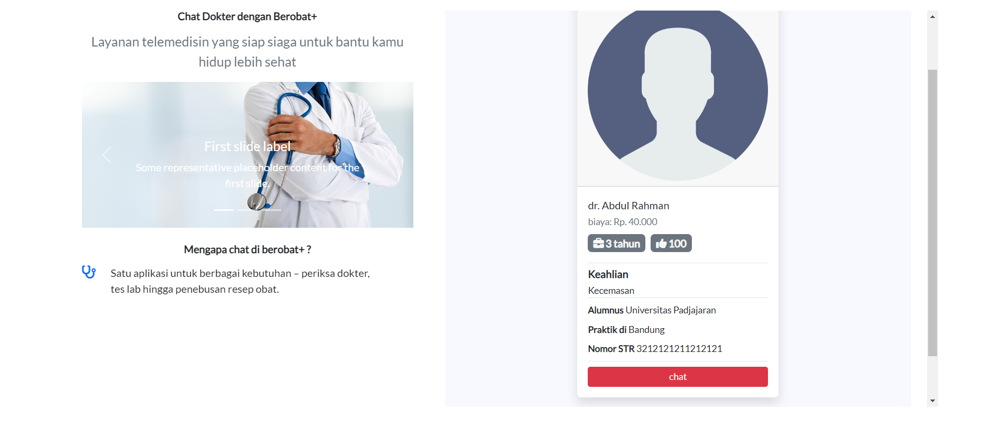 Chat Dokter dengan Berobat+
Layanan telemedisin yang siap siaga untuk bantu kamu
hidup lebih sehat
First slide label
Some representative placeholder content for the
first slide.
Mengapa chat di berobat+ ?
Satu aplikasi untuk berbagai kebutuhan – periksa dokter,
tes lab hingga penebusan resep obat.
dr. Abdul Rahman
biaya: Rp. 40.000
3 tahun 100
Keahlian
Kecemasan
Alumnus Universitas Padjajaran
Praktik di Bandung
Nomor STR 3212121211212121
chat